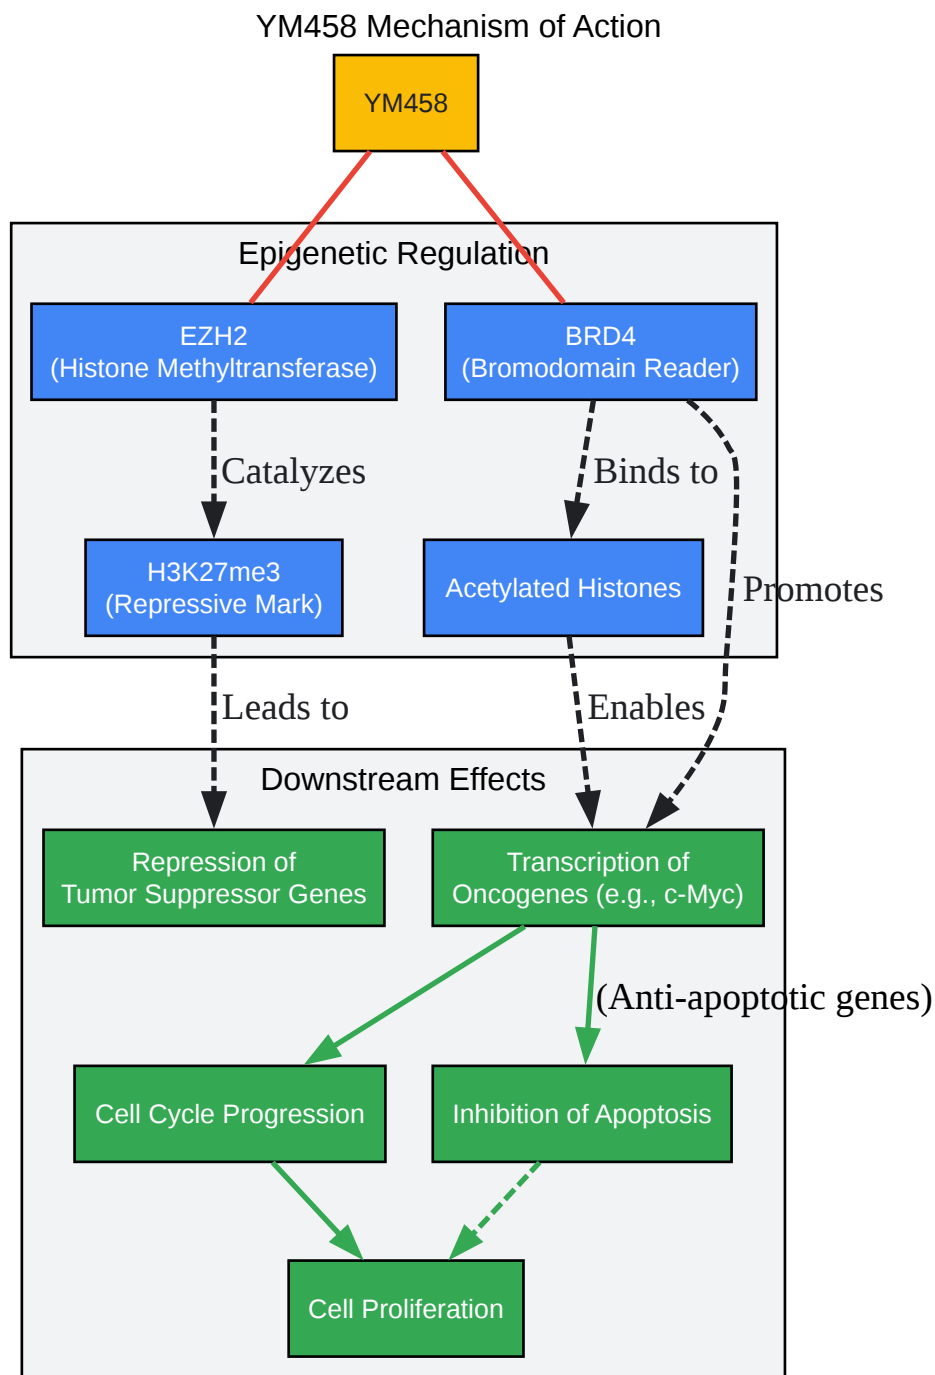 YM458 Mechanism of Action
YM458
Epigenetic Regulation
EZH2
(Histone Methyltransferase)
BRD4
(Bromodomain Reader)
Catalyzes
Binds to
H3K27me3
(Repressive Mark)
Acetylated Histones
Promotes
Leads to
Enables
Downstream Effects
Repression of
Tumor Suppressor Genes
Transcription of
Oncogenes (e.g., c-Myc)
(Anti-apoptotic genes)
Cell Cycle Progression
Inhibition of Apoptosis
Cell Proliferation